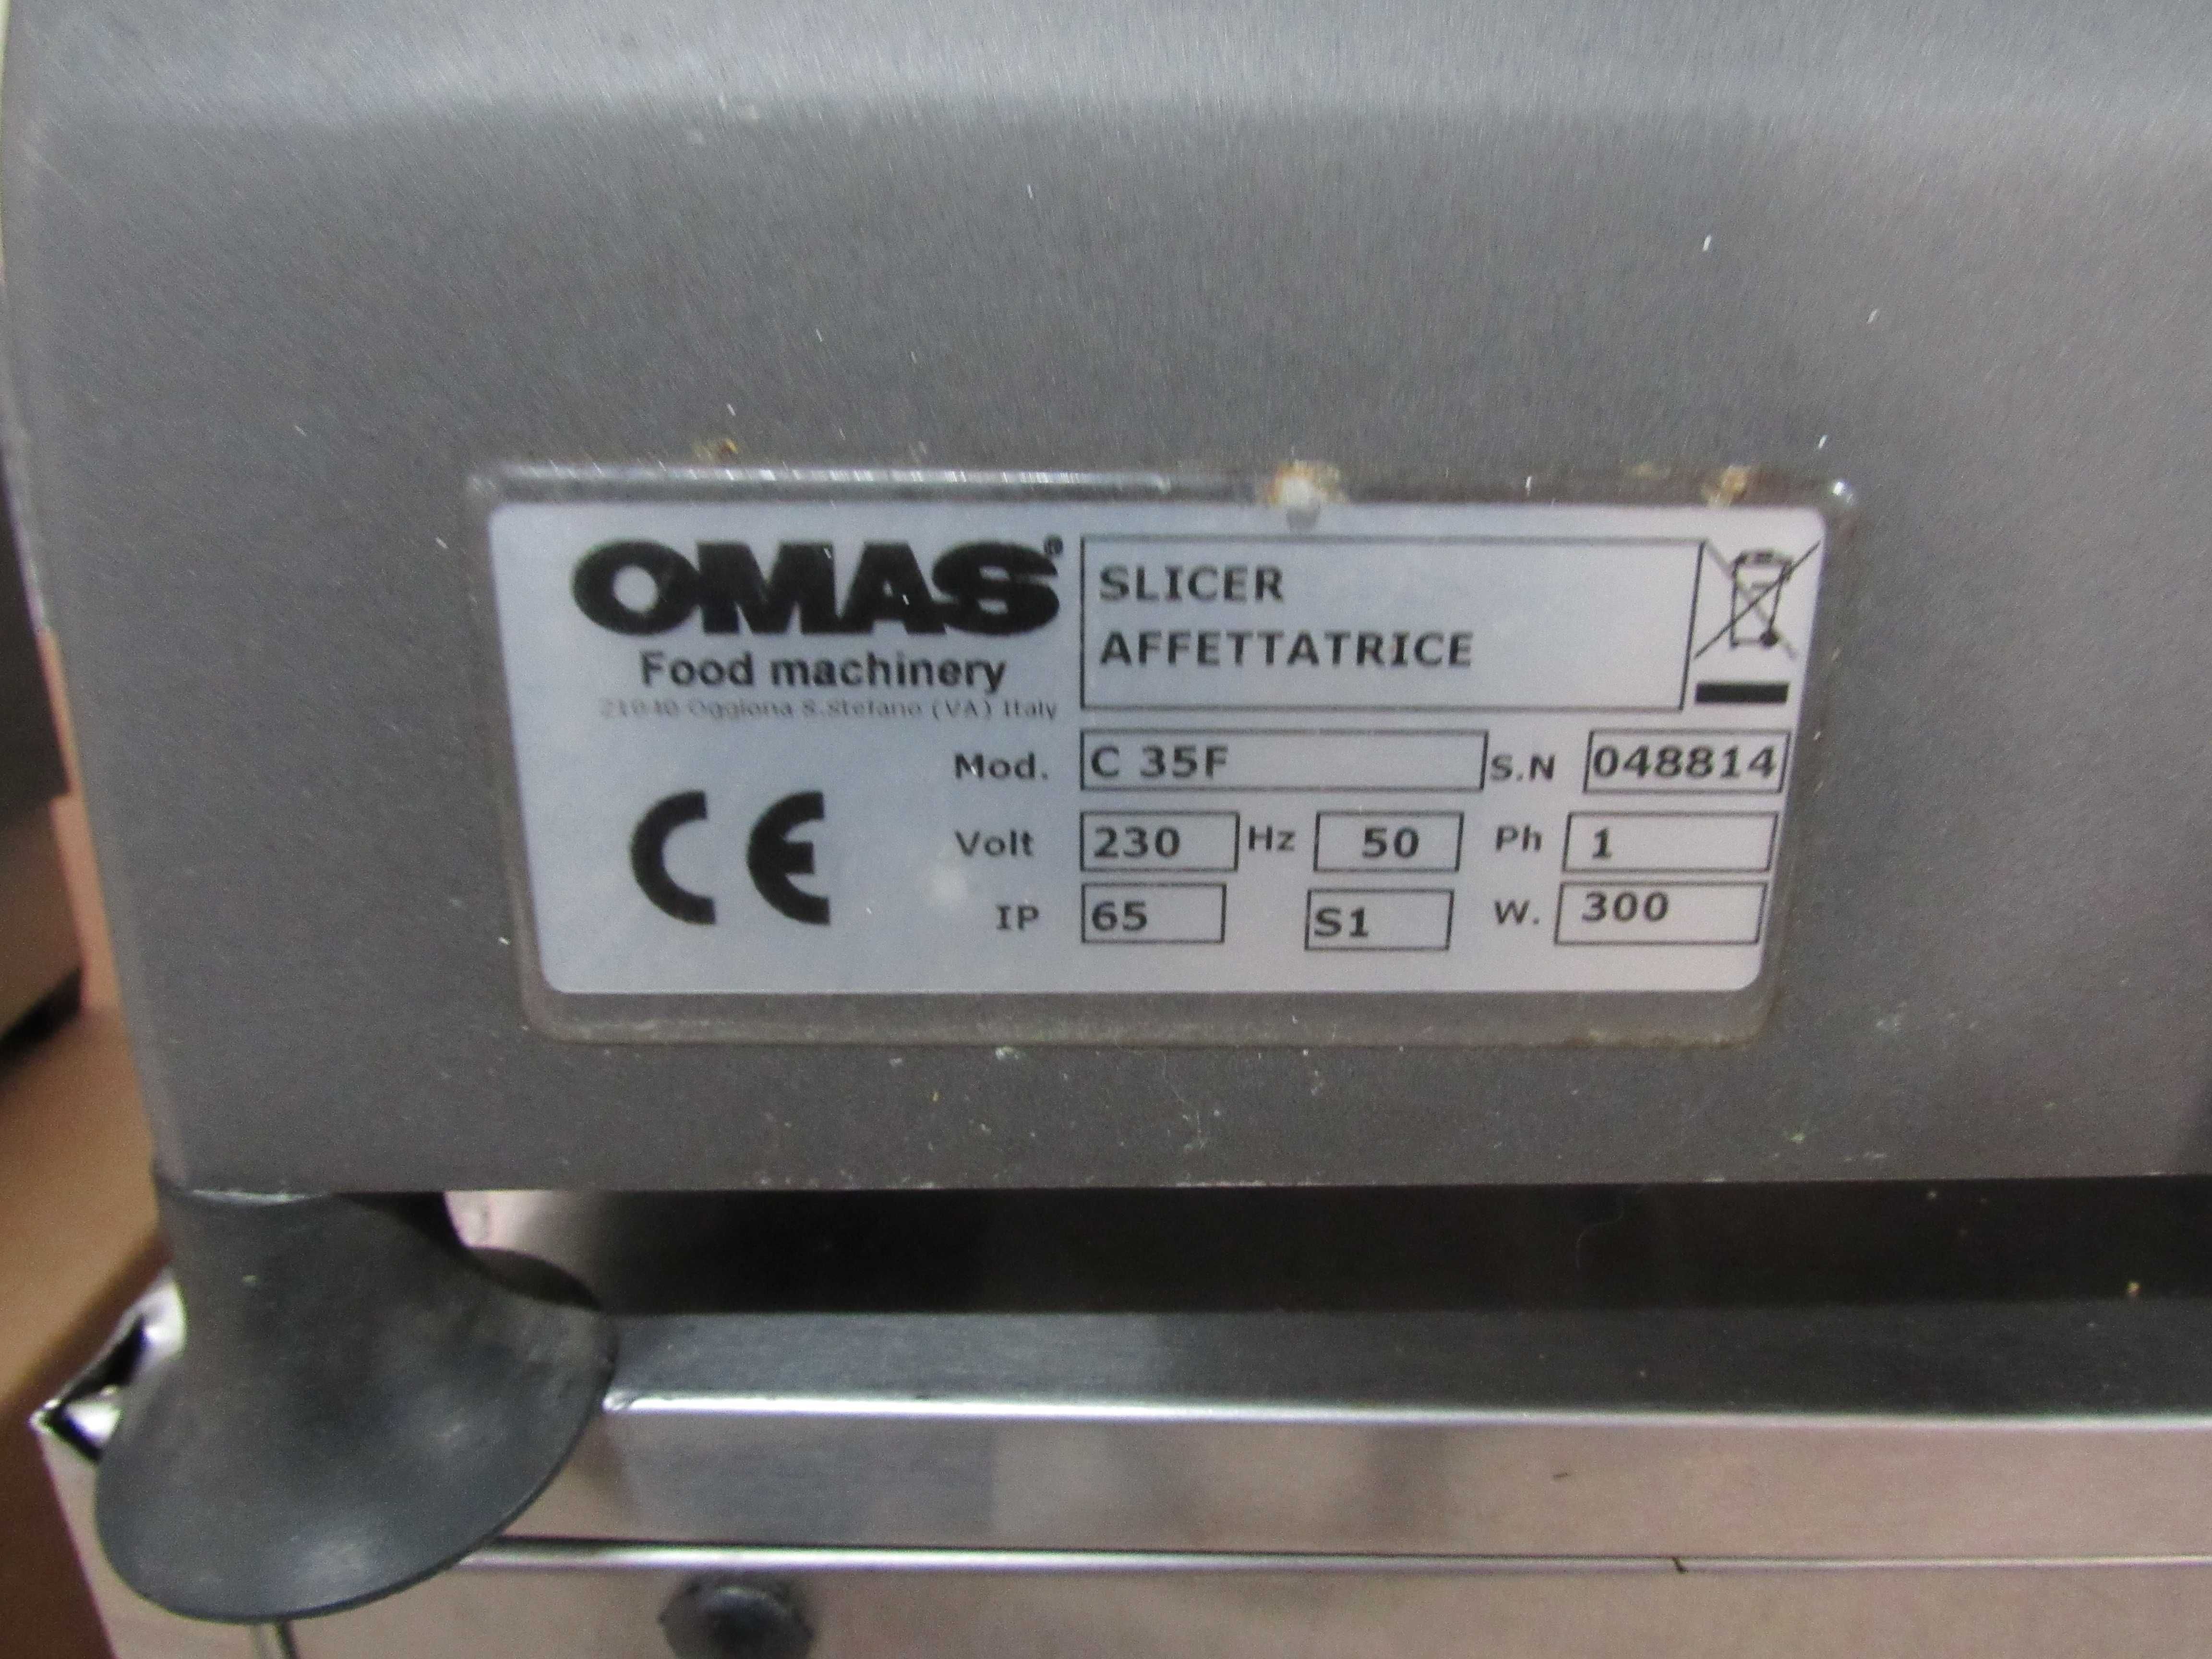 OMAS®
Food machinery
21040 Oggiona S.Stefano (VA) Italy
SLICER
AFFETTATRICE
Mod. C 35F S.N 048814
Volt 230 Hz 50 Ph 1
IP 65 S1 W. 300
CE